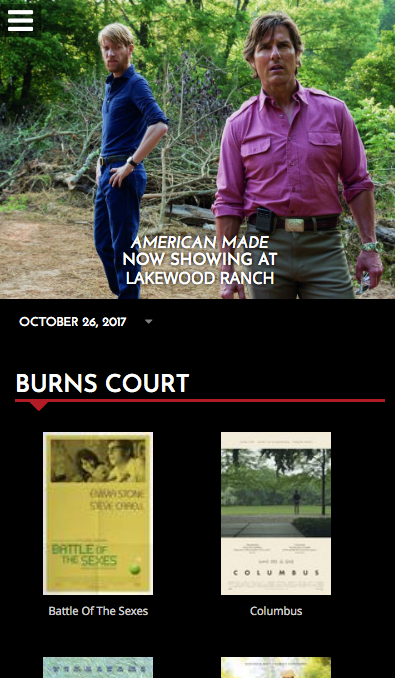 AMERICAN MADE
NOW SHOWING AT
LAKEWOOD RANCH
OCTOBER 26, 2017
BURNS COURT
EMMA STONE
STEVE CARELL
BATTLE OF
THE SEXES
COLUMBUS
Battle Of The Sexes
Columbus